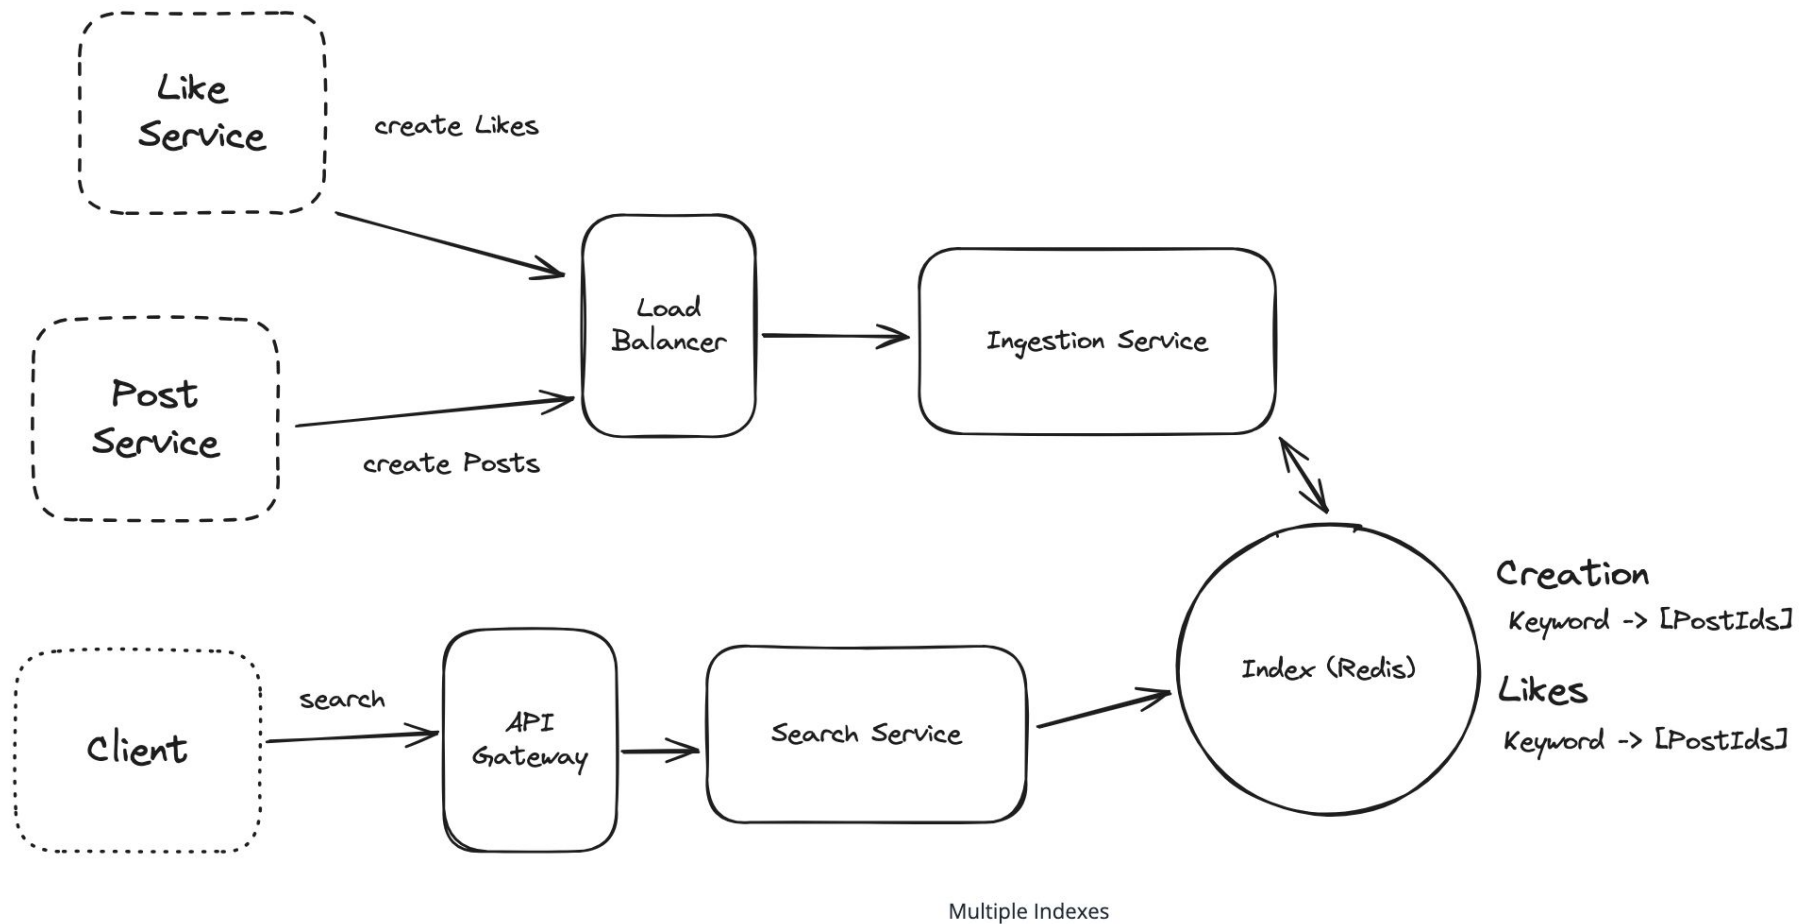 Like
Service
create Likes
Load
Balancer
Ingestion Service
Post
Service
create Posts
Creation
Keyword -> [PostIds]
Likes
Keyword -> [PostIds]
Index (Redis)
Client
search
API
Gateway
Search Service
Multiple Indexes